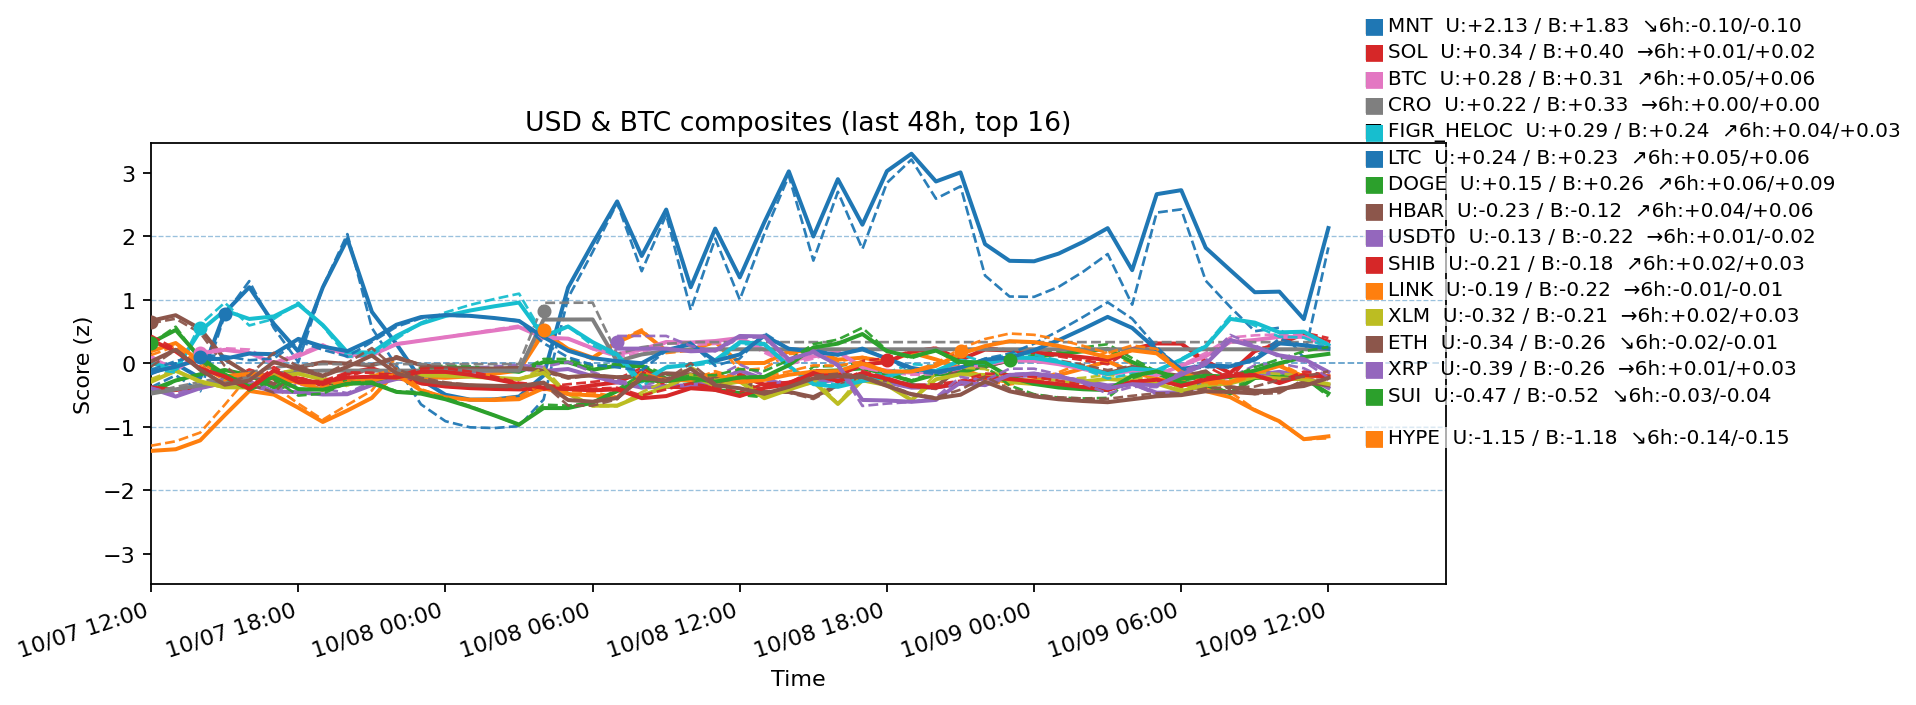 MNT  U:+2.13 / B:+1.83  ↘6h:-0.10/-0.10
SOL  U:+0.34 / B:+0.40  →6h:+0.01/+0.02
BTC  U:+0.28 / B:+0.31  ↗6h:+0.05/+0.06
CRO  U:+0.22 / B:+0.33  →6h:+0.00/+0.00
FIGR_HELOC  U:+0.29 / B:+0.24  ↗6h:+0.04/+0.03
LTC  U:+0.24 / B:+0.23  ↗6h:+0.05/+0.06
DOGE  U:+0.15 / B:+0.26  ↗6h:+0.06/+0.09
HBAR  U:-0.23 / B:-0.12  ↗6h:+0.04/+0.06
USDT0  U:-0.13 / B:-0.22  →6h:+0.01/-0.02
SHIB  U:-0.21 / B:-0.18  ↗6h:+0.02/+0.03
LINK  U:-0.19 / B:-0.22  →6h:-0.01/-0.01
XLM  U:-0.32 / B:-0.21  →6h:+0.02/+0.03
ETH  U:-0.34 / B:-0.26  ↘6h:-0.02/-0.01
XRP  U:-0.39 / B:-0.26  →6h:+0.01/+0.03
SUI  U:-0.47 / B:-0.52  ↘6h:-0.03/-0.04
HYPE  U:-1.15 / B:-1.18  ↘6h:-0.14/-0.15
USD & BTC composites (last 48h, top 16)
Score (z)
3
2
1
0
−1
−2
−3
10/07 12:00
10/07 18:00
10/08 00:00
10/08 06:00
10/08 12:00
10/08 18:00
10/09 00:00
10/09 06:00
10/09 12:00
Time